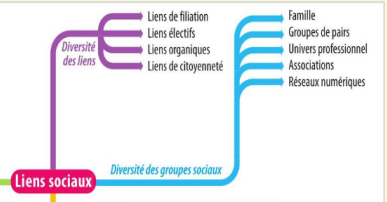 Liens de filiation
Liens électifs
Diversité
des liens
Liens organiques
Liens de citoyenneté
Famille
Groupes de pairs
Univers professionnel
Associations
Réseaux numériques
Liens sociaux
Diversité des groupes sociaux